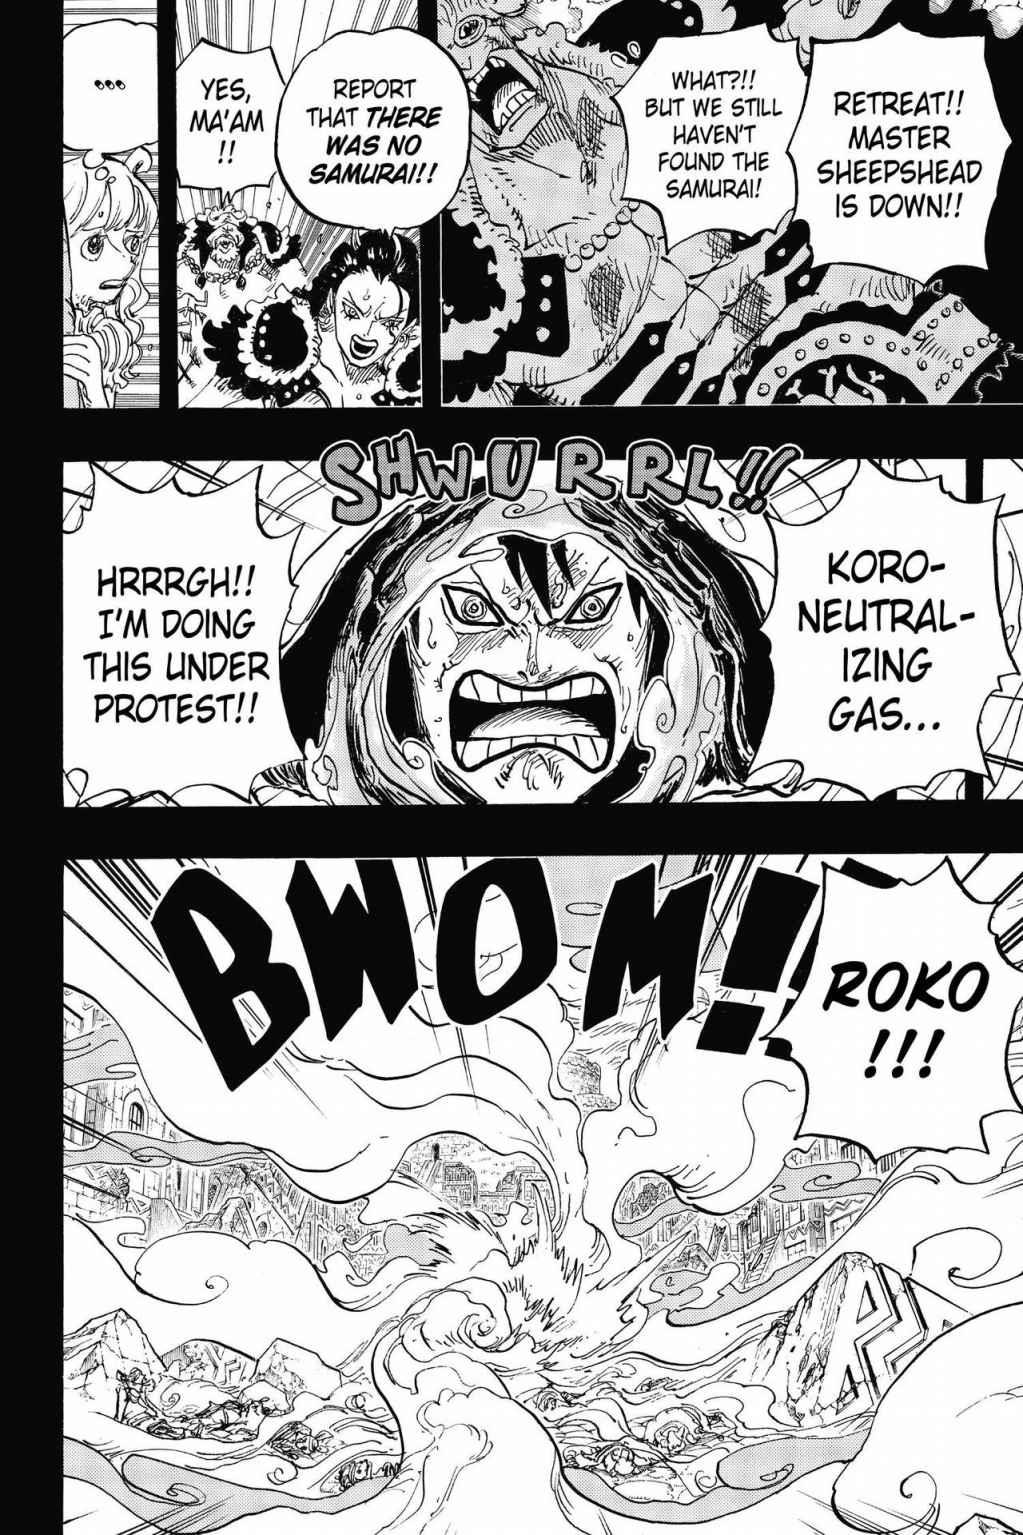 RETREAT!!
MASTER
SHEEPSHEAD
IS DOWN!!
WHAT?!!
BUT WE STILL
HAVEN'T
FOUND THE
SAMURAI!
REPORT
THAT THERE
WAS NO
SAMURAI!!
YES,
MA'AM
!!
...
SHWURRL!!
KORO-
NEUTRAL-
IZING
GAS...
HRRRGH!!
I'M DOING
THIS UNDER
PROTEST!!
ROKO
!!!
BWOM!